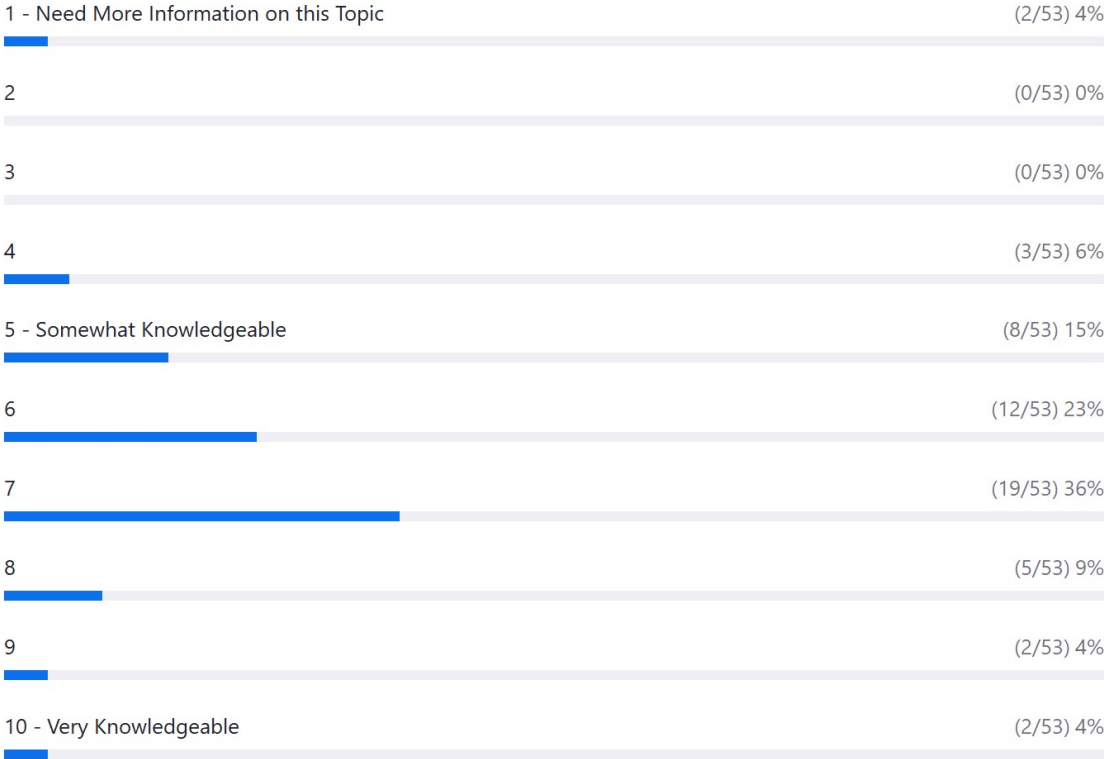 1 - Need More Information on this Topic (2/53) 4%
2 (0/53) 0%
3 (0/53) 0%
4 (3/53) 6%
5 - Somewhat Knowledgeable (8/53) 15%
6 (12/53) 23%
7 (19/53) 36%
8 (5/53) 9%
9 (2/53) 4%
10 - Very Knowledgeable (2/53) 4%